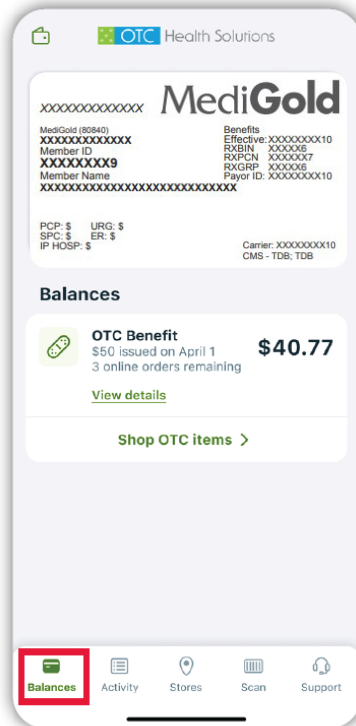 OTC Health Solutions
XXXXXXXXXXXXX MediGold
MediGold (80840)
XXXXXXXXXXXXX
Member ID
XXXXXXXX9
Member Name
XXXXXXXXXXXXXXXXXXXXXXXXXXXX
Benefits
Effective:XXXXXXXX10
RXBIN XXXXX6
RXPCN XXXXXX7
RXGRP XXXXX6
Payor ID: XXXXXXXX10
PCP: $ URG: $
SPC: $ ER: $
IP HOSP: $
Carrier: XXXXXXXX10
CMS - TDB; TDB
Balances
OTC Benefit
$50 issued on April 1
3 online orders remaining
$40.77
View details
Shop OTC items >
Balances Activity Stores Scan Support